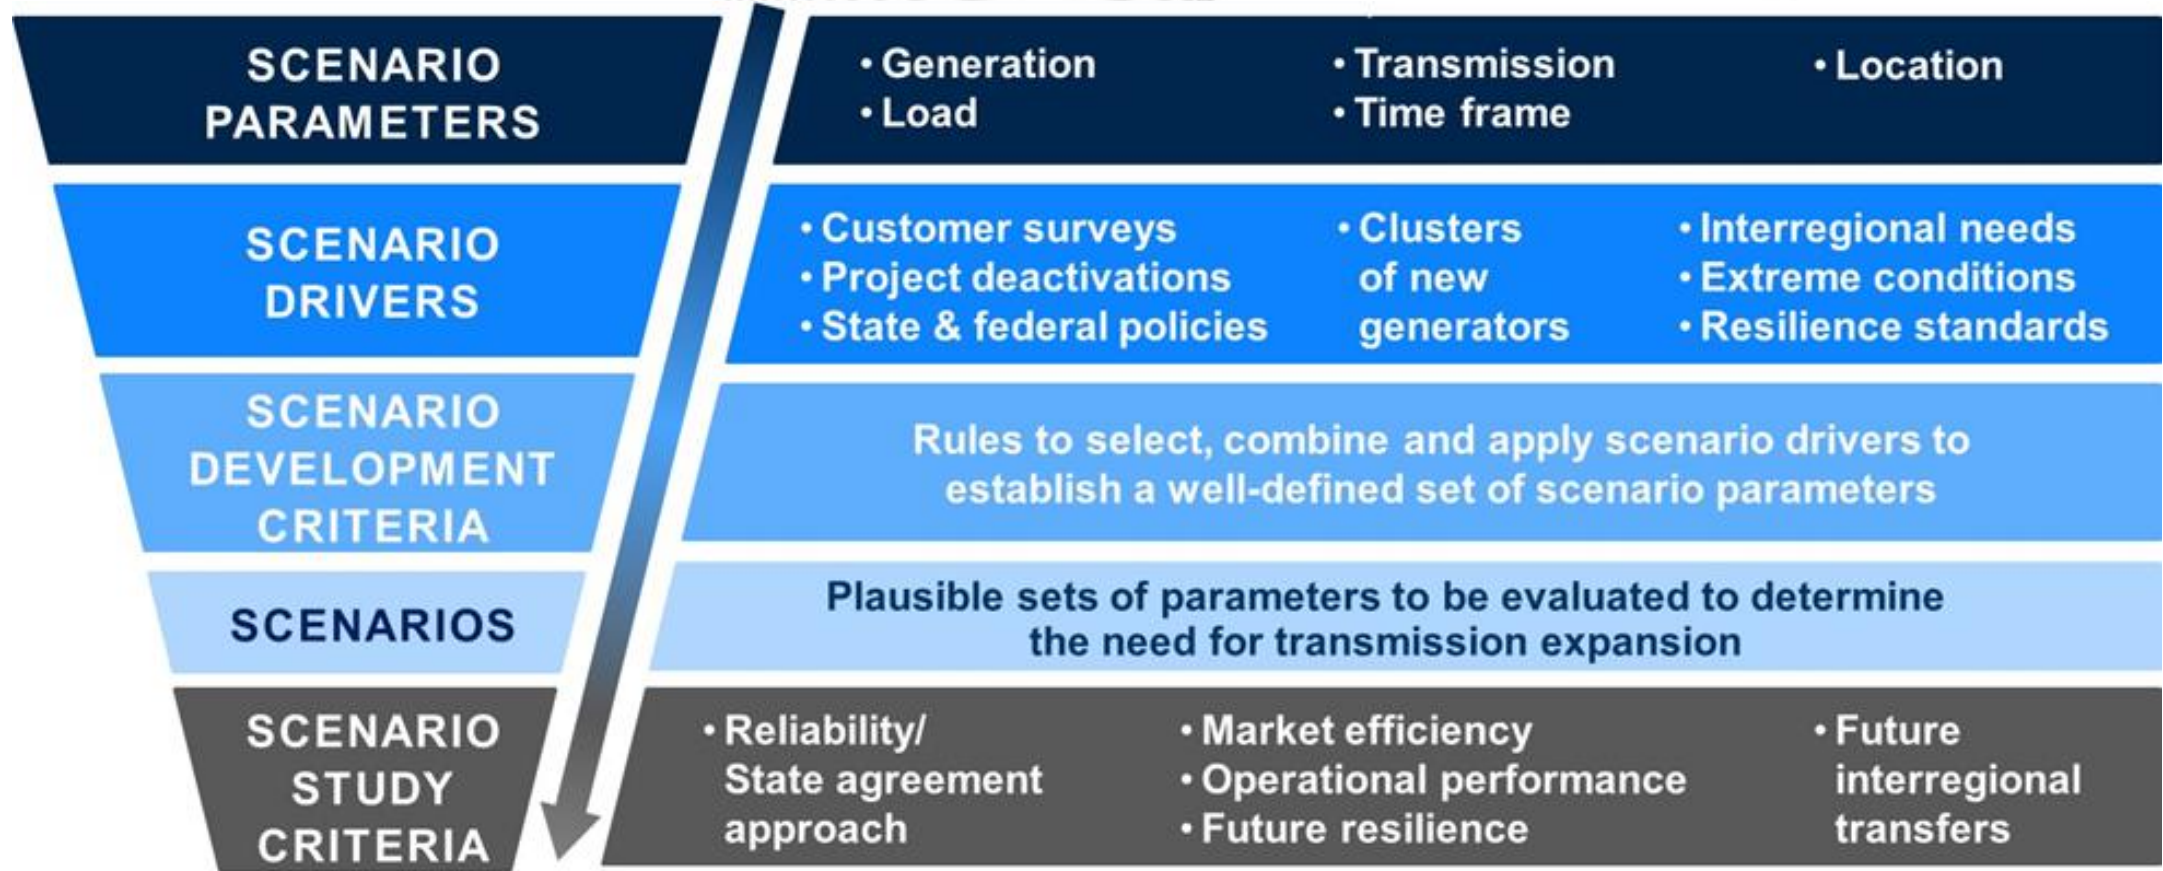 SCENARIO
PARAMETERS
• Generation
• Load
• Transmission
• Time frame
• Location
SCENARIO
DRIVERS
• Customer surveys
• Project deactivations
• State & federal policies
• Clusters
of new
generators
• Interregional needs
• Extreme conditions
• Resilience standards
SCENARIO
DEVELOPMENT
CRITERIA
Rules to select, combine and apply scenario drivers to
establish a well-defined set of scenario parameters
SCENARIOS
Plausible sets of parameters to be evaluated to determine
the need for transmission expansion
SCENARIO
STUDY
CRITERIA
• Reliability/
State agreement
approach
• Market efficiency
• Operational performance
• Future resilience
• Future
interregional
transfers